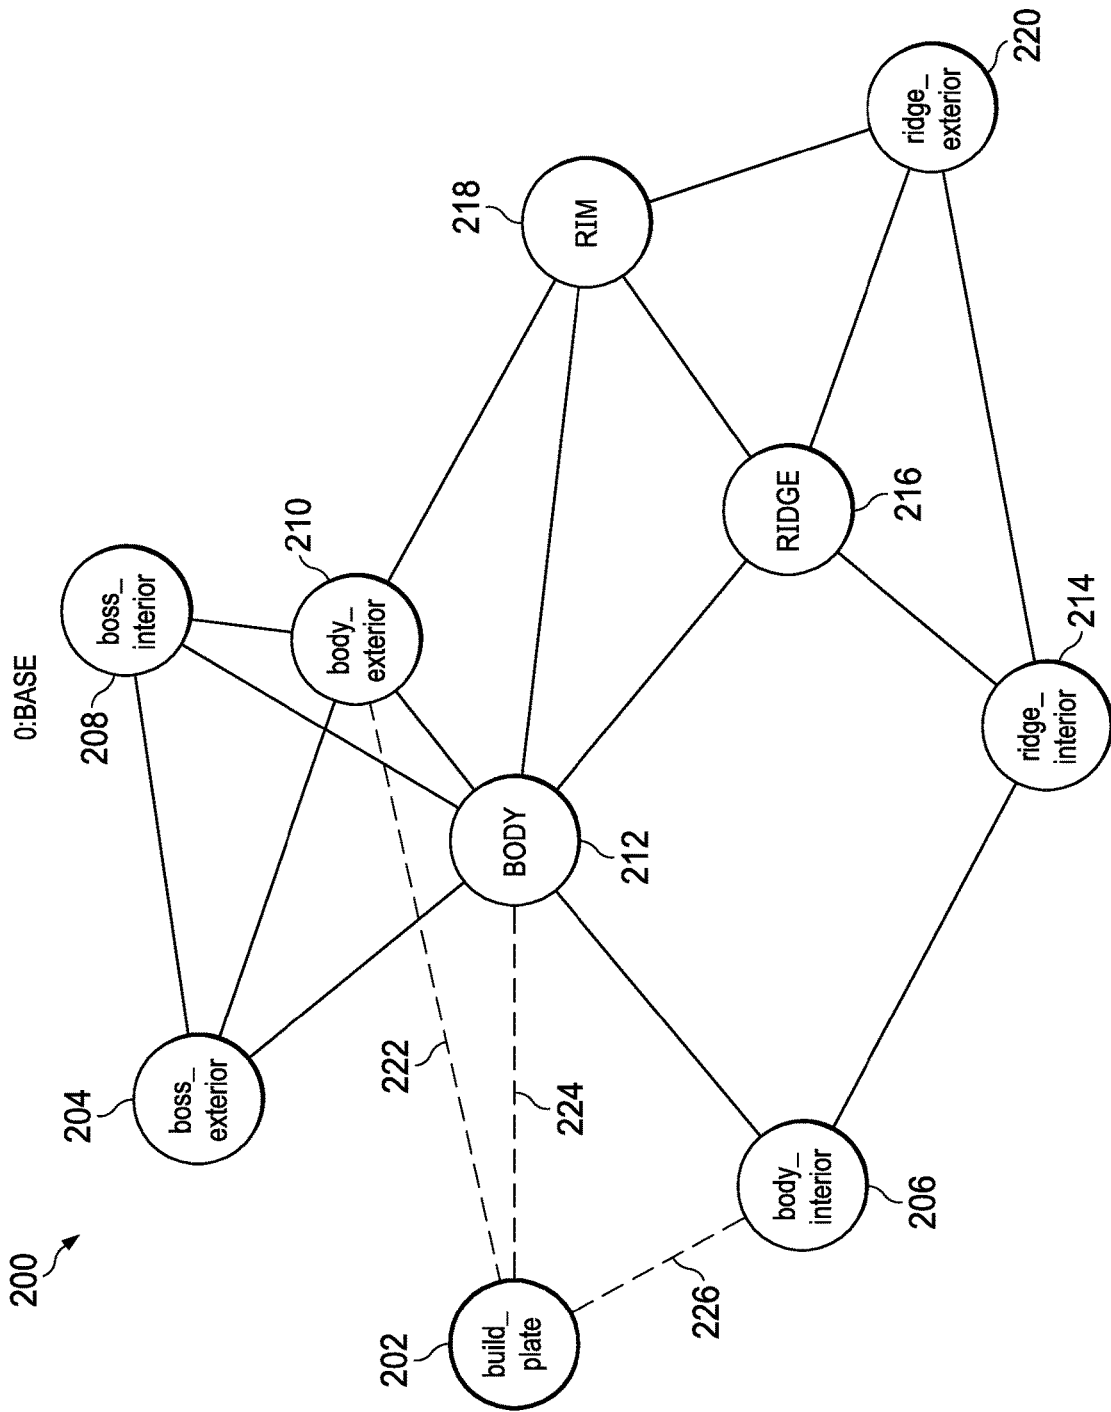 0:BASE
200
202
build_
plate
204
boss_
exterior
206
body_
interior
208
boss_
interior
210
body_
exterior
212
BODY
214
ridge_
interior
216
RIDGE
218
RIM
220
ridge_
exterior
222
224
226